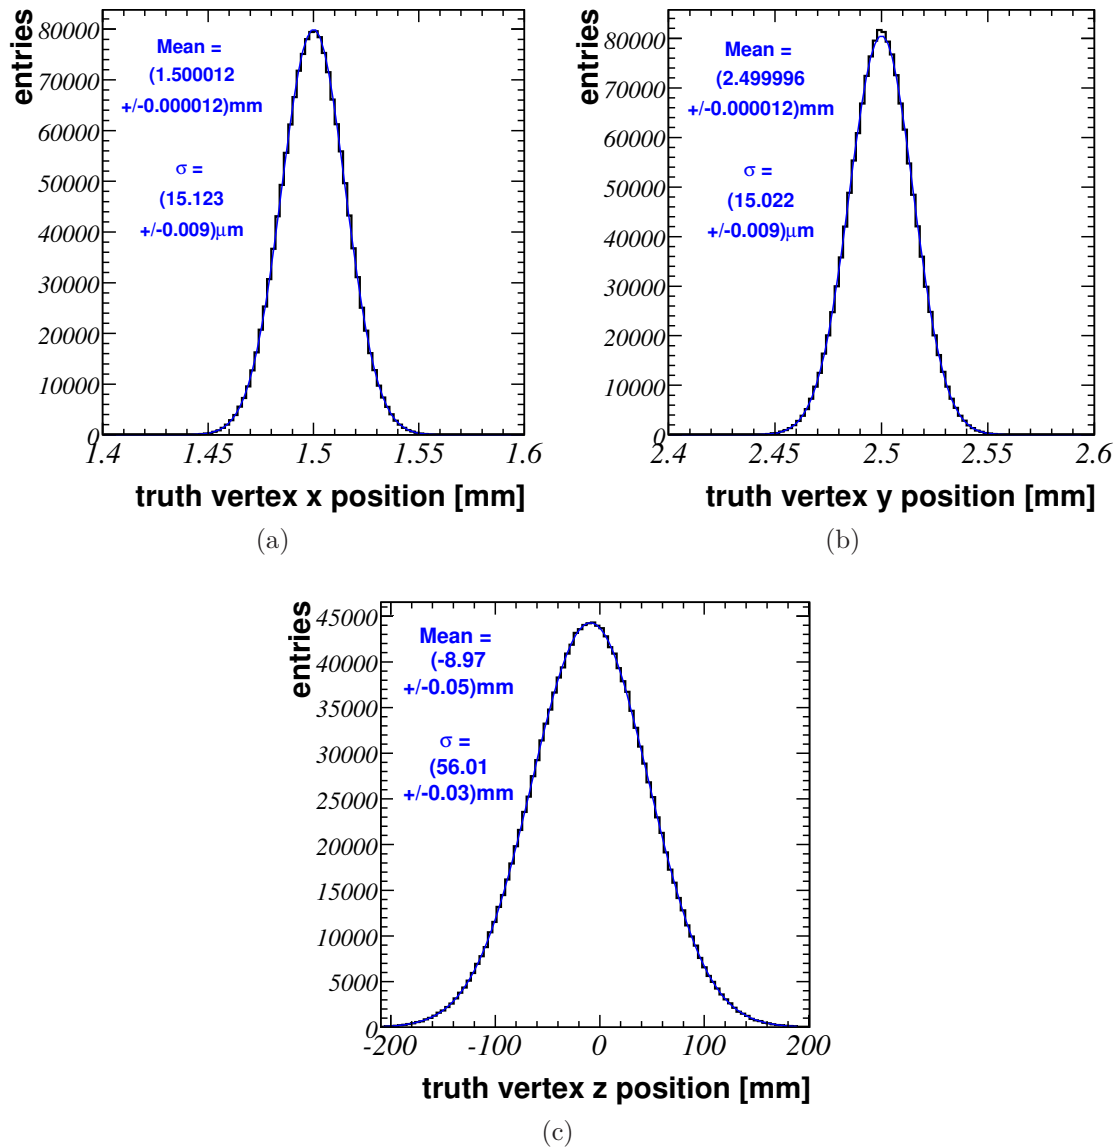 entries
80000
70000
60000
50000
40000
30000
20000
10000
0
Mean =
(1.500012
+/-0.000012)mm
σ =
(15.123
+/-0.009)μm
1.4 1.45 1.5 1.55 1.6
truth vertex x position [mm]
(a)
entries
80000
70000
60000
50000
40000
30000
20000
10000
0
Mean =
(2.499996
+/-0.000012)mm
σ =
(15.022
+/-0.009)μm
2.4 2.45 2.5 2.55 2.6
truth vertex y position [mm]
(b)
entries
45000
40000
35000
30000
25000
20000
15000
10000
5000
0
Mean =
(-8.97
+/-0.05)mm
σ =
(56.01
+/-0.03)mm
-200 -100 0 100 200
truth vertex z position [mm]
(c)